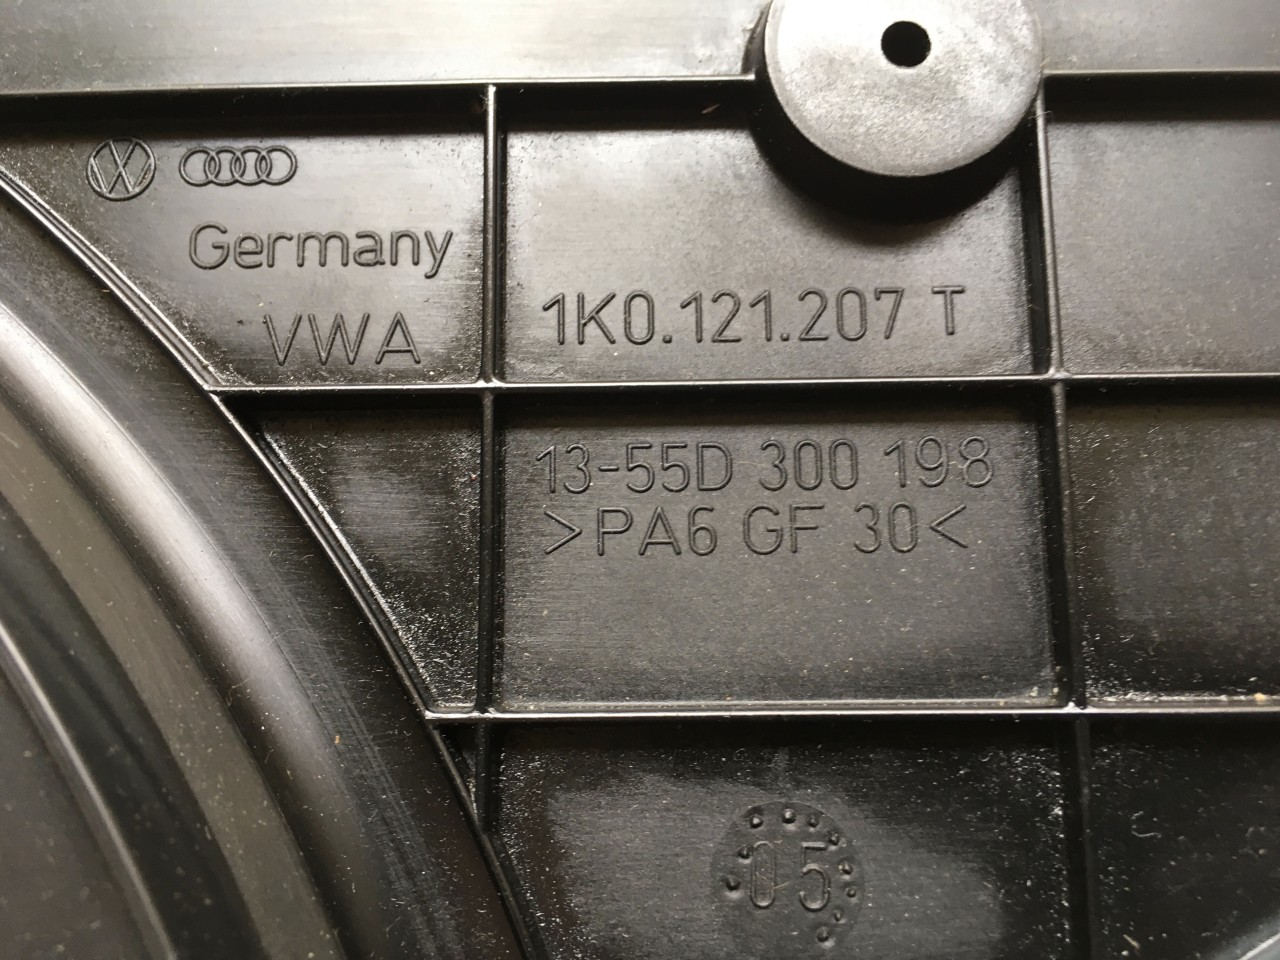 Germany
VWA
1K0.121.207 T
13-55D 300 198
>PA6 GF 30<
05